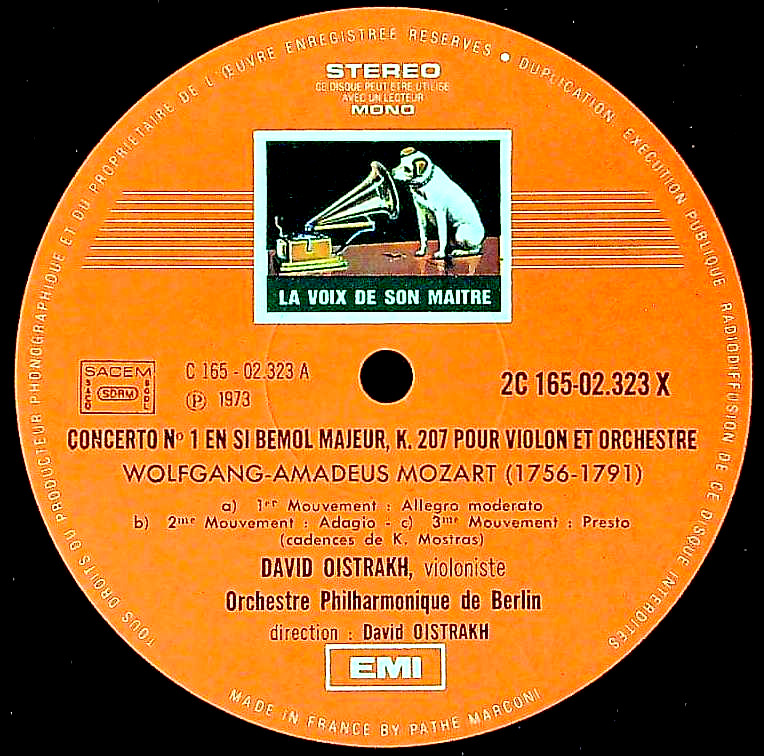 TOUS DROITS DU PRODUCTEUR PHONOGRAPHIQUE ET DU PROPRIETAIRE DE L'ŒUVRE ENREGISTREE RESERVES • DUPLICATION EXECUTION PUBLIQUE RADIODIFFUSION DE CE DISQUE INTERDITES
STEREO
CE DISQUE PEUT ETRE UTILISE
AVEC UN LECTEUR
MONO
LA VOIX DE SON MAITRE
SACEM
SACD
SDRM
BODL
C 165 - 02.323 A
℗ 1973
2C 165-02.323 X
CONCERTO Nº 1 EN SI BEMOL MAJEUR, K. 207 POUR VIOLON ET ORCHESTRE
WOLFGANG-AMADEUS MOZART (1756-1791)
a) 1er Mouvement : Allegro moderato
b) 2me Mouvement : Adagio - c) 3me Mouvement : Presto
(cadences de K. Mostras)
DAVID OISTRAKH, violoniste
Orchestre Philharmonique de Berlin
direction : David OISTRAKH
EMI
MADE IN FRANCE BY PATHE MARCONI